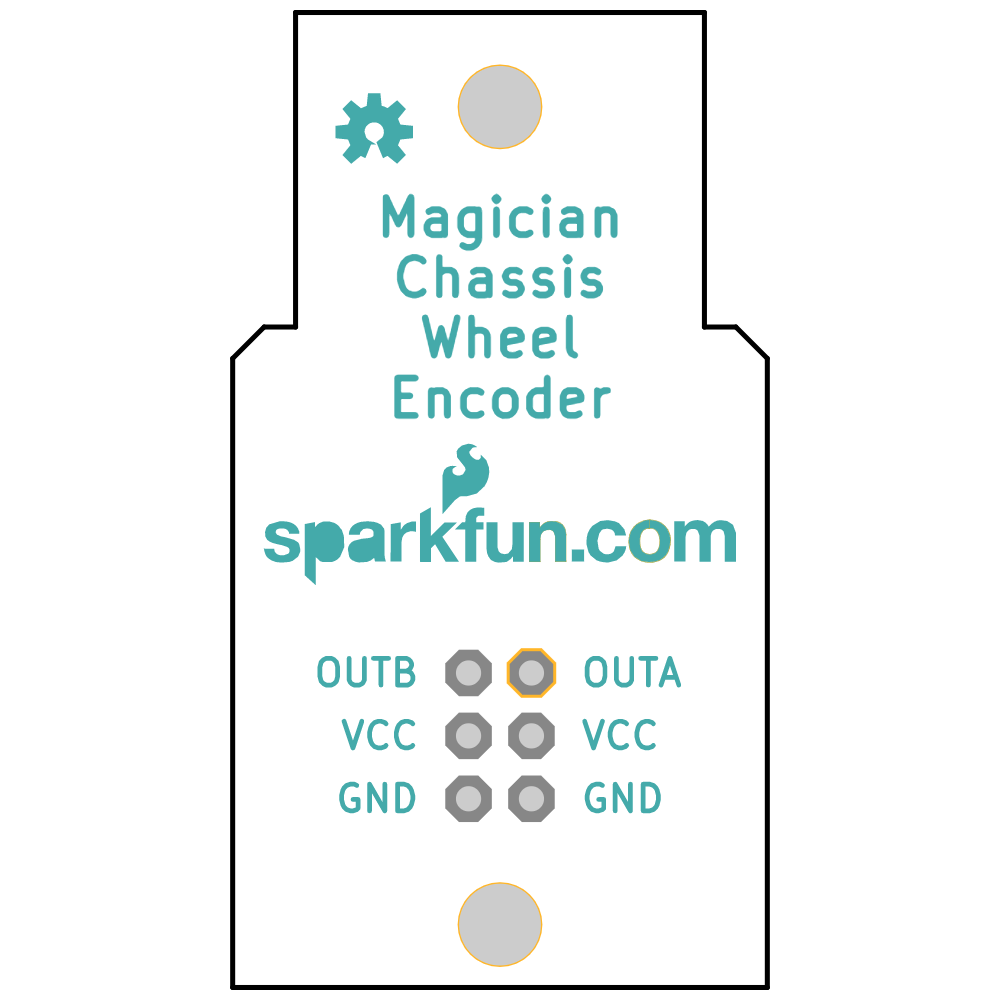 Magician
Chassis
Wheel
Encoder
sparkfun.com
OUTB OUTA
VCC VCC
GND GND